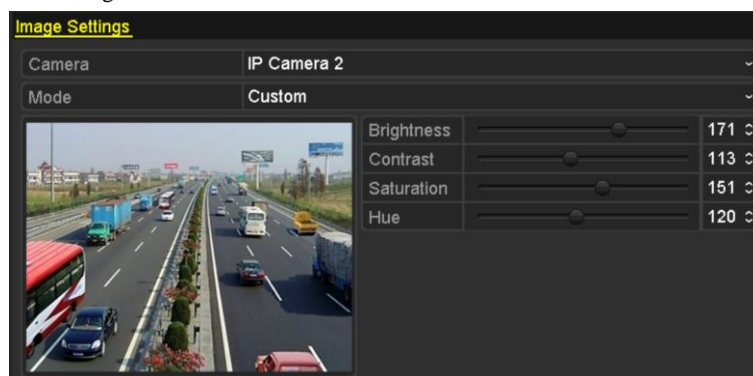 Image Settings
Camera IP Camera 2
Mode Custom
Brightness 171
Contrast 113
Saturation 151
Hue 120